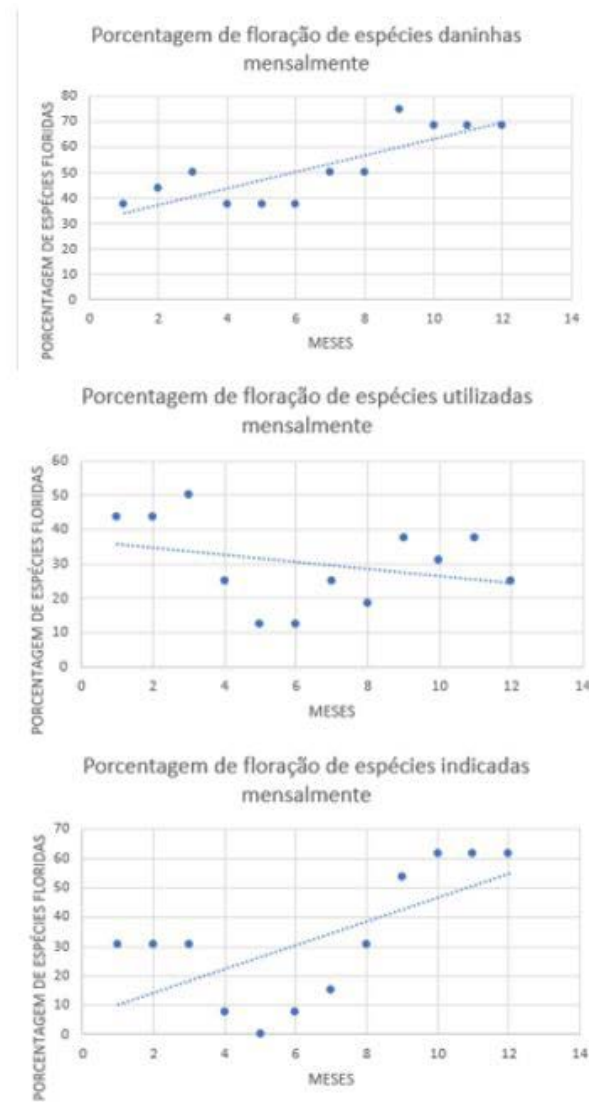 Porcentagem de floração de espécies daninhas
mensalmente
PORCENTAGEM DE ESPÉCIES FLORIDAS
80
70
60
50
40
30
20
10
0
0 2 4 6 8 10 12 14
MESES
Porcentagem de floração de espécies utilizadas
mensalmente
PORCENTAGEM DE ESPÉCIES FLORIDAS
60
50
40
30
20
10
0
0 2 4 6 8 10 12 14
MESES
Porcentagem de floração de espécies indicadas
mensalmente
PORCENTAGEM DE ESPÉCIES FLORIDAS
70
60
50
40
30
20
10
0
0 2 4 6 8 10 12 14
MESES